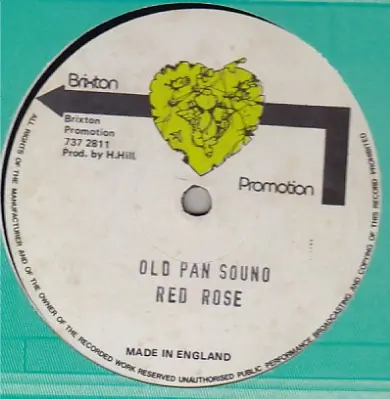 Brixton
Brixton
Promotion
737 2811
Prod. by H.Hill.
Promotion
OLD PAN SOUNO
RED ROSE
MADE IN ENGLAND
ALL RIGHTS OF THE MANUFACTURER AND OF THE OWNER OF THE RECORDED WORK RESERVED UNAUTHORISED PUBLIC PERFORMANCE BROADCASTING AND COPYING OF THIS RECORD PROHIBITED